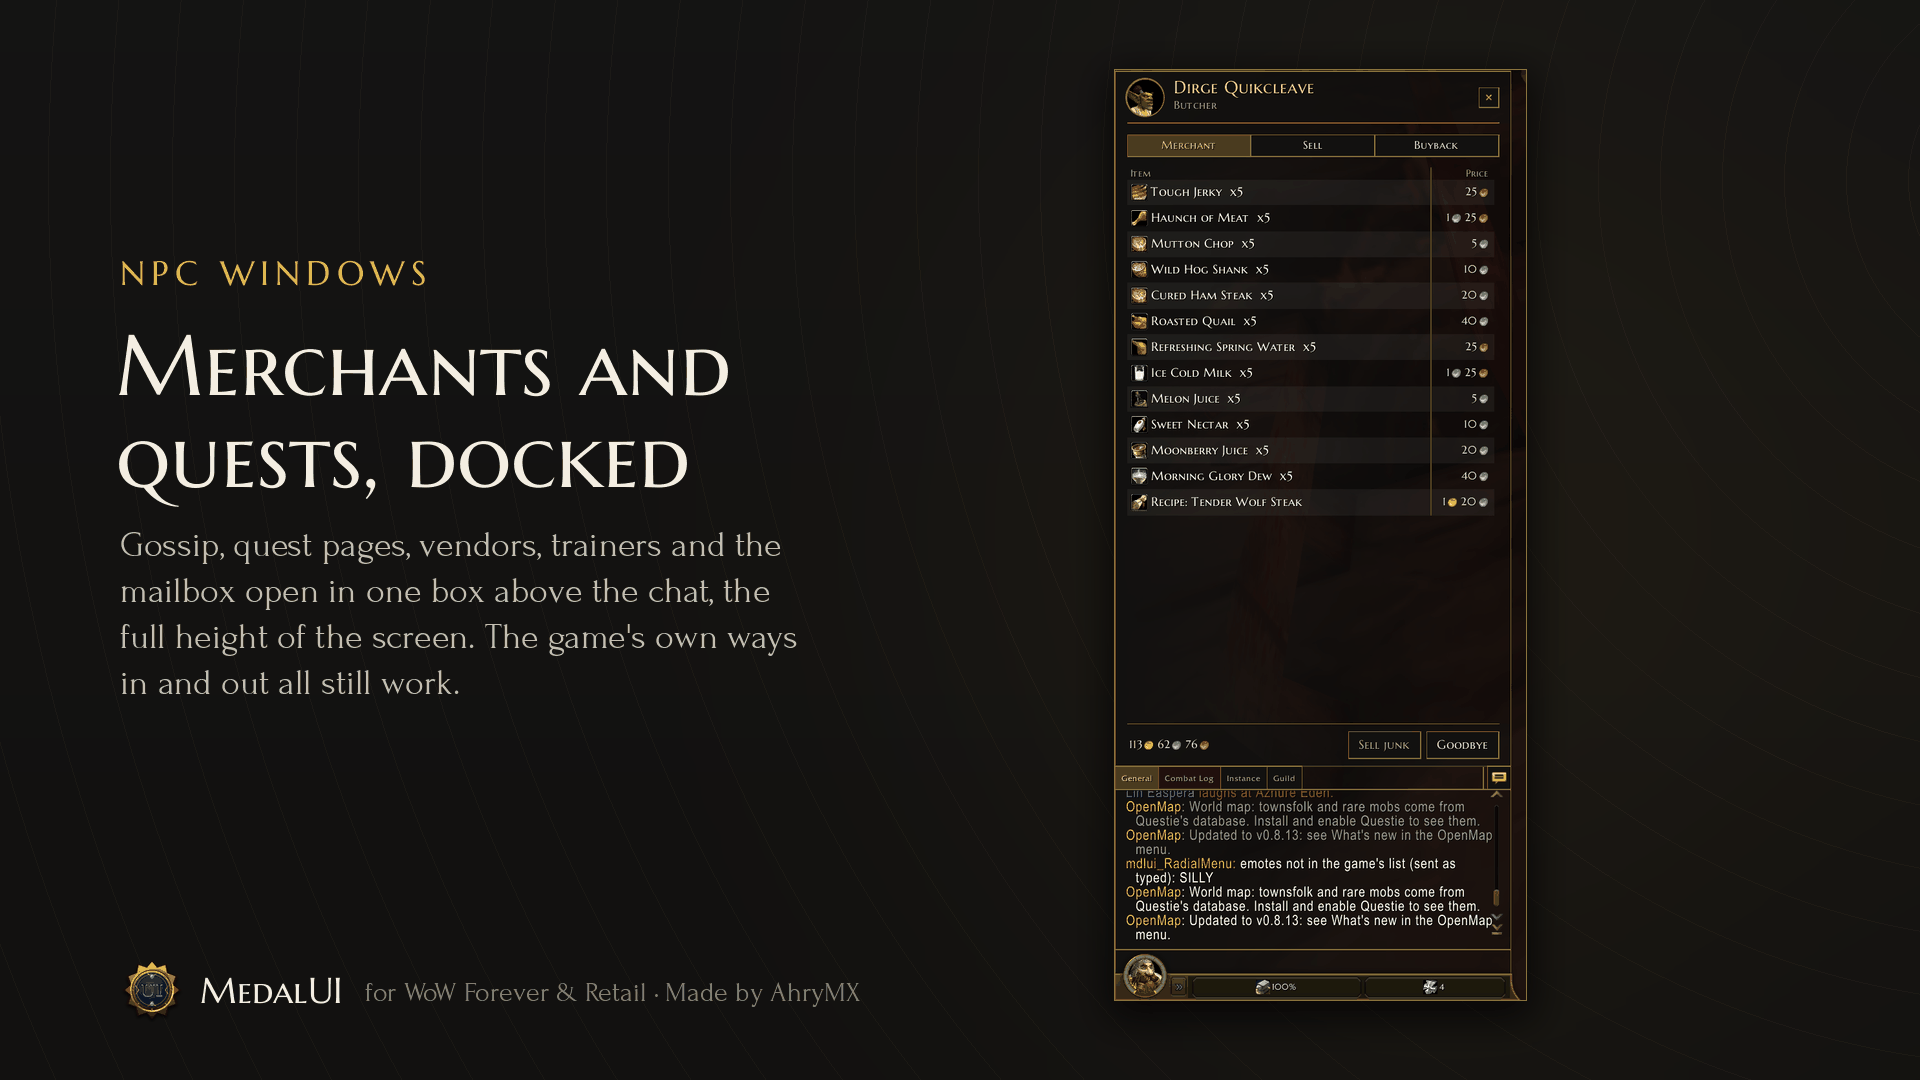 NPC WINDOWS
Merchants and
quests, docked
Gossip, quest pages, vendors, trainers and the
mailbox open in one box above the chat, the
full height of the screen. The game's own ways
in and out all still work.
UI
MedalUI for WoW Forever & Retail · Made by AhryMX
Dirge Quikcleave
Butcher
×
Merchant Sell Buyback
Item Price
Tough Jerky x5 25
Haunch of Meat x5 1 25
Mutton Chop x5 5
Wild Hog Shank x5 10
Cured Ham Steak x5 20
Roasted Quail x5 40
Refreshing Spring Water x5 25
Ice Cold Milk x5 1 25
Melon Juice x5 5
Sweet Nectar x5 10
Moonberry Juice x5 20
Morning Glory Dew x5 40
Recipe: Tender Wolf Steak 1 20
113 62 76 Sell junk Goodbye
General Combat Log Instance Guild
Lin Easpera laughs at Azhure Eden.
OpenMap: World map: townsfolk and rare mobs come from
Questie's database. Install and enable Questie to see them.
OpenMap: Updated to v0.8.13: see What's new in the OpenMap
menu.
mdlui_RadialMenu: emotes not in the game's list (sent as
typed): SILLY
OpenMap: World map: townsfolk and rare mobs come from
Questie's database. Install and enable Questie to see them.
OpenMap: Updated to v0.8.13: see What's new in the OpenMap
menu.
» 100% 4